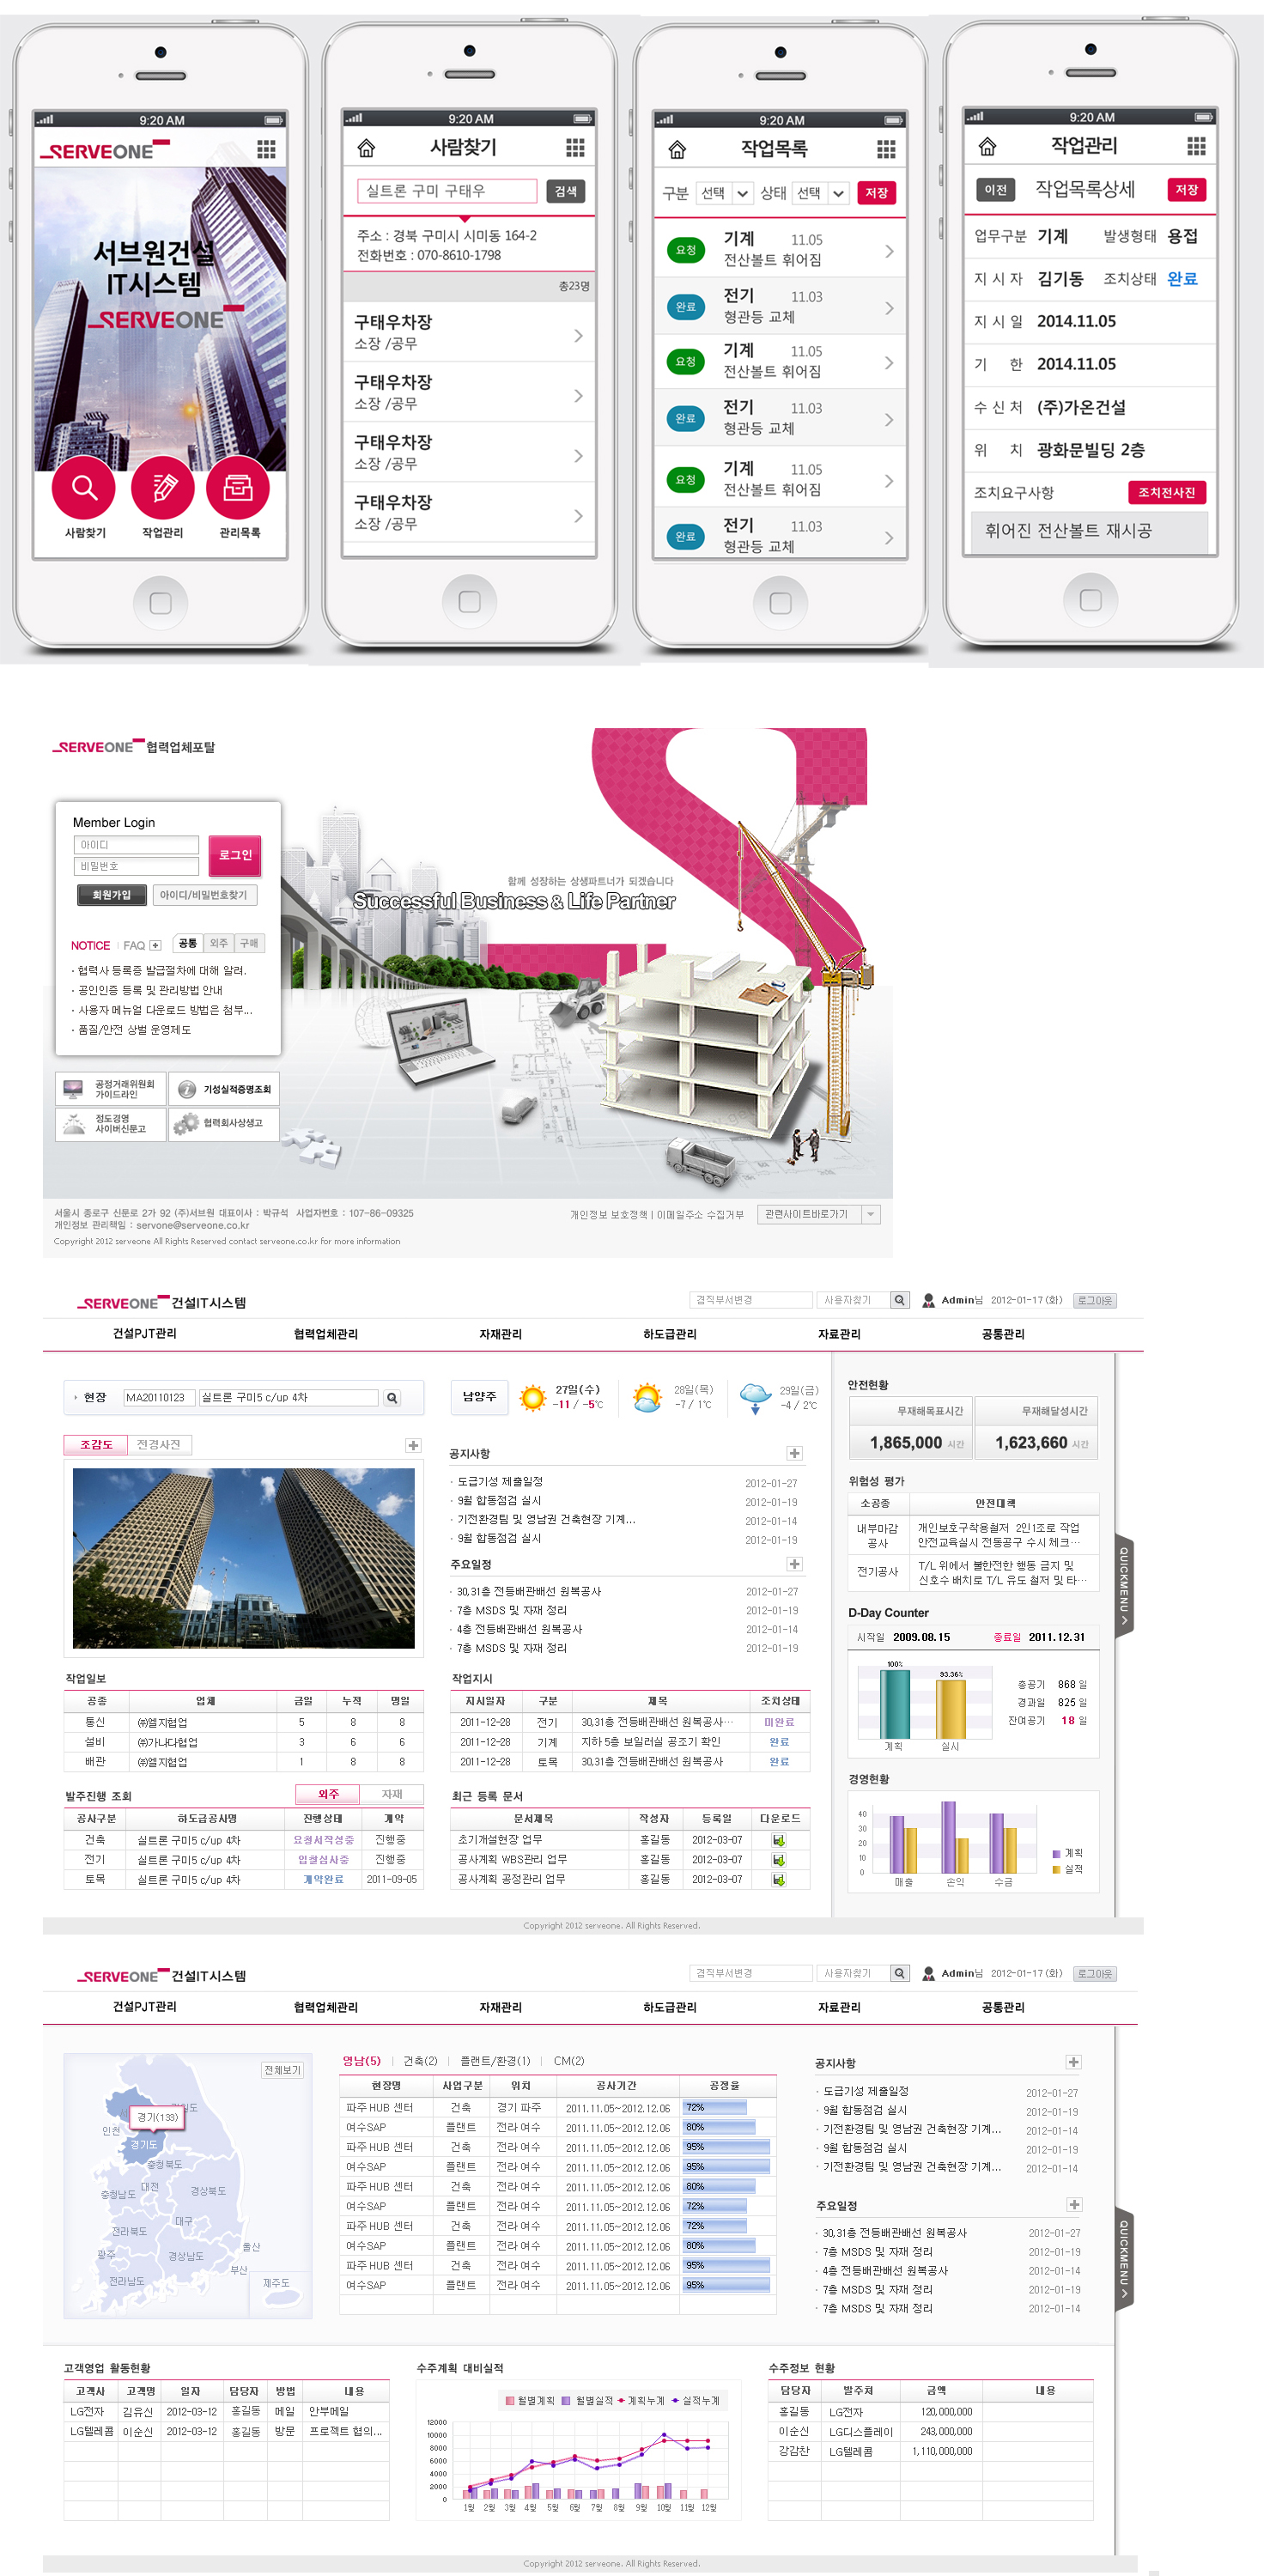 9:20 AM
SERVEONE
서브원건설
IT시스템
SERVEONE
사람찾기 작업관리 관리목록
9:20 AM
사람찾기
실트론 구미 구태우 검색
주소 : 경북 구미시 시미동 164-2
전화번호 : 070-8610-1798
총23명
구태우차장
소장 /공무
구태우차장
소장 /공무
구태우차장
소장 /공무
구태우차장
소장 /공무
9:20 AM
작업목록
구분 선택 상태 선택 저장
요청 기계 11.05
전산볼트 휘어짐
완료 전기 11.03
형관등 교체
요청 기계 11.05
전산볼트 휘어짐
완료 전기 11.03
형관등 교체
요청 기계 11.05
전산볼트 휘어짐
완료 전기 11.03
형관등 교체
9:20 AM
작업관리
이전 작업목록상세 저장
업무구분 기계 발생형태 용접
지 시 자 김기동 조치상태 완료
지 시 일 2014.11.05
기 한 2014.11.05
수 신 처 (주)가온건설
위 치 광화문빌딩 2층
조치요구사항 조치전사진
휘어진 전산볼트 재시공
SERVEONE 협력업체포탈
Member Login
아이디
비밀번호
로그인
회원가입 아이디/비밀번호찾기
NOTICE FAQ 공통 외주 구매
· 협력사 등록증 발급절차에 대해 알려.
· 공인인증 등록 및 관리방법 안내
· 사용자 메뉴얼 다운로드 방법은 첨부...
· 품질/안전 상벌 운영제도
공정거래위원회
가이드라인
기성실적증명조회
정도경영
사이버신문고
협력회사상생고
함께 성장하는 상생파트너가 되겠습니다
Successful Business & Life Partner
서울시 종로구 신문로 2가 92 (주)서브원 대표이사 : 박규석 사업자번호 : 107-86-09325
개인정보 관리책임 : servone@serveone.co.kr
Copyright 2012 serveone All Rights Reserved contact serveone.co.kr for more information
개인정보 보호정책 | 이메일주소 수집거부 관련사이트바로가기
SERVEONE 건설IT시스템
겸직부서변경 사용자찾기 Admin님 2012-01-17 (화) 로그아웃
건설PJT관리 협력업체관리 자재관리 하도급관리 자료관리 공통관리
현장 MA20110123 실트론 구미5 c/up 4차
남양주 27일(수) -11 / -5℃ 28일(목) -7 / 1℃ 29일(금) -4 / 2℃
조감도 전경사진
공지사항
· 도급기성 제출일정 2012-01-27
· 9월 합동점검 실시 2012-01-19
· 기전환경팀 및 영남권 건축현장 기계... 2012-01-14
· 9월 합동점검 실시 2012-01-19
주요일정
· 30,31층 전등배관배선 원복공사 2012-01-27
· 7층 MSDS 및 자재 정리 2012-01-19
· 4층 전등배관배선 원복공사 2012-01-14
· 7층 MSDS 및 자재 정리 2012-01-19
작업일보
공종 업체 금일 누적 명일
통신 ㈜엘지협업 5 8 8
설비 ㈜가나다협업 3 6 6
배관 ㈜엘지협업 1 8 8
작업지시
지시일자 구분 제목 조치상태
2011-12-28 전기 30,31층 전등배관배선 원복공사··· 미완료
2011-12-28 기계 지하 5층 보일러실 공조기 확인 완료
2011-12-28 토목 30,31층 전등배관배선 원복공사 완료
발주진행 조회 외주 자재
공사구분 하도급공사명 진행상태 계약
건축 실트론 구미5 c/up 4차 요청서작성중 진행중
전기 실트론 구미5 c/up 4차 입찰심사중 진행중
토목 실트론 구미5 c/up 4차 계약완료 2011-09-05
최근 등록 문서
문서제목 작성자 등록일 다운로드
초기개설현장 업무 홍길동 2012-03-07
공사계획 WBS관리 업무 홍길동 2012-03-07
공사계획 공정관리 업무 홍길동 2012-03-07
안전현황
무재해목표시간 무재해달성시간
1,865,000 시간 1,623,660 시간
위험성 평가
소공종 안전대책
내부마감
공사
개인보호구착용철저 2인1조로 작업
안전교육실시 전동공구 수시 체크···
전기공사
T/L 위에서 불안전한 행동 금지 및
신호수 배치로 T/L 유도 철저 및 타···
D-Day Counter
시작일 2009.08.15 종료일 2011.12.31
100% 93.36%
계획 실시
총공기 868 일
경과일 825 일
잔여공기 18 일
경영현황
40
30
20
10
0
매출 손익 수금
계획
실적
QUICKMENU
Copyright 2012 serveone. All Rights Reserved.
SERVEONE 건설IT시스템
겸직부서변경 사용자찾기 Admin님 2012-01-17 (화) 로그아웃
건설PJT관리 협력업체관리 자재관리 하도급관리 자료관리 공통관리
전체보기
경기(133)
인천
경기도
충청북도
충청남도 대전 경상북도
전라북도 대구
광주 경상남도 울산
전라남도 부산
제주도
영남(5) | 건축(2) | 플랜트/환경(1) | CM(2)
현장명 사업구분 위치 공사기간 공정율
파주 HUB 센터 건축 경기 파주 2011.11.05~2012.12.06 72%
여수SAP 플랜트 전라 여수 2011.11.05~2012.12.06 80%
파주 HUB 센터 건축 전라 여수 2011.11.05~2012.12.06 95%
여수SAP 플랜트 전라 여수 2011.11.05~2012.12.06 95%
파주 HUB 센터 건축 전라 여수 2011.11.05~2012.12.06 80%
여수SAP 플랜트 전라 여수 2011.11.05~2012.12.06 72%
파주 HUB 센터 건축 전라 여수 2011.11.05~2012.12.06 72%
여수SAP 플랜트 전라 여수 2011.11.05~2012.12.06 80%
파주 HUB 센터 건축 전라 여수 2011.11.05~2012.12.06 95%
여수SAP 플랜트 전라 여수 2011.11.05~2012.12.06 95%
공지사항
· 도급기성 제출일정 2012-01-27
· 9월 합동점검 실시 2012-01-19
· 기전환경팀 및 영남권 건축현장 기계... 2012-01-14
· 9월 합동점검 실시 2012-01-19
· 기전환경팀 및 영남권 건축현장 기계... 2012-01-14
주요일정
· 30,31층 전등배관배선 원복공사 2012-01-27
· 7층 MSDS 및 자재 정리 2012-01-19
· 4층 전등배관배선 원복공사 2012-01-14
· 7층 MSDS 및 자재 정리 2012-01-19
· 7층 MSDS 및 자재 정리 2012-01-14
QUICKMENU
고객영업 활동현황
고객사 고객명 일자 담당자 방법 내용
LG전자 김유신 2012-03-12 홍길동 메일 안부메일
LG텔레콤 이순신 2012-03-12 홍길동 방문 프로젝트 협의...
수주계획 대비실적
월별계획 월별실적 계획누계 실적누계
12000
10000
8000
6000
4000
2000
0
1월 2월 3월 4월 5월 6월 7월 8월 9월 10월 11월 12월
수주정보 현황
담당자 발주처 금액 내용
홍길동 LG전자 120,000,000
이순신 LG디스플레이 243,000,000
강감찬 LG텔레콤 1,110,000,000
Copyright 2012 serveone. All Rights Reserved.